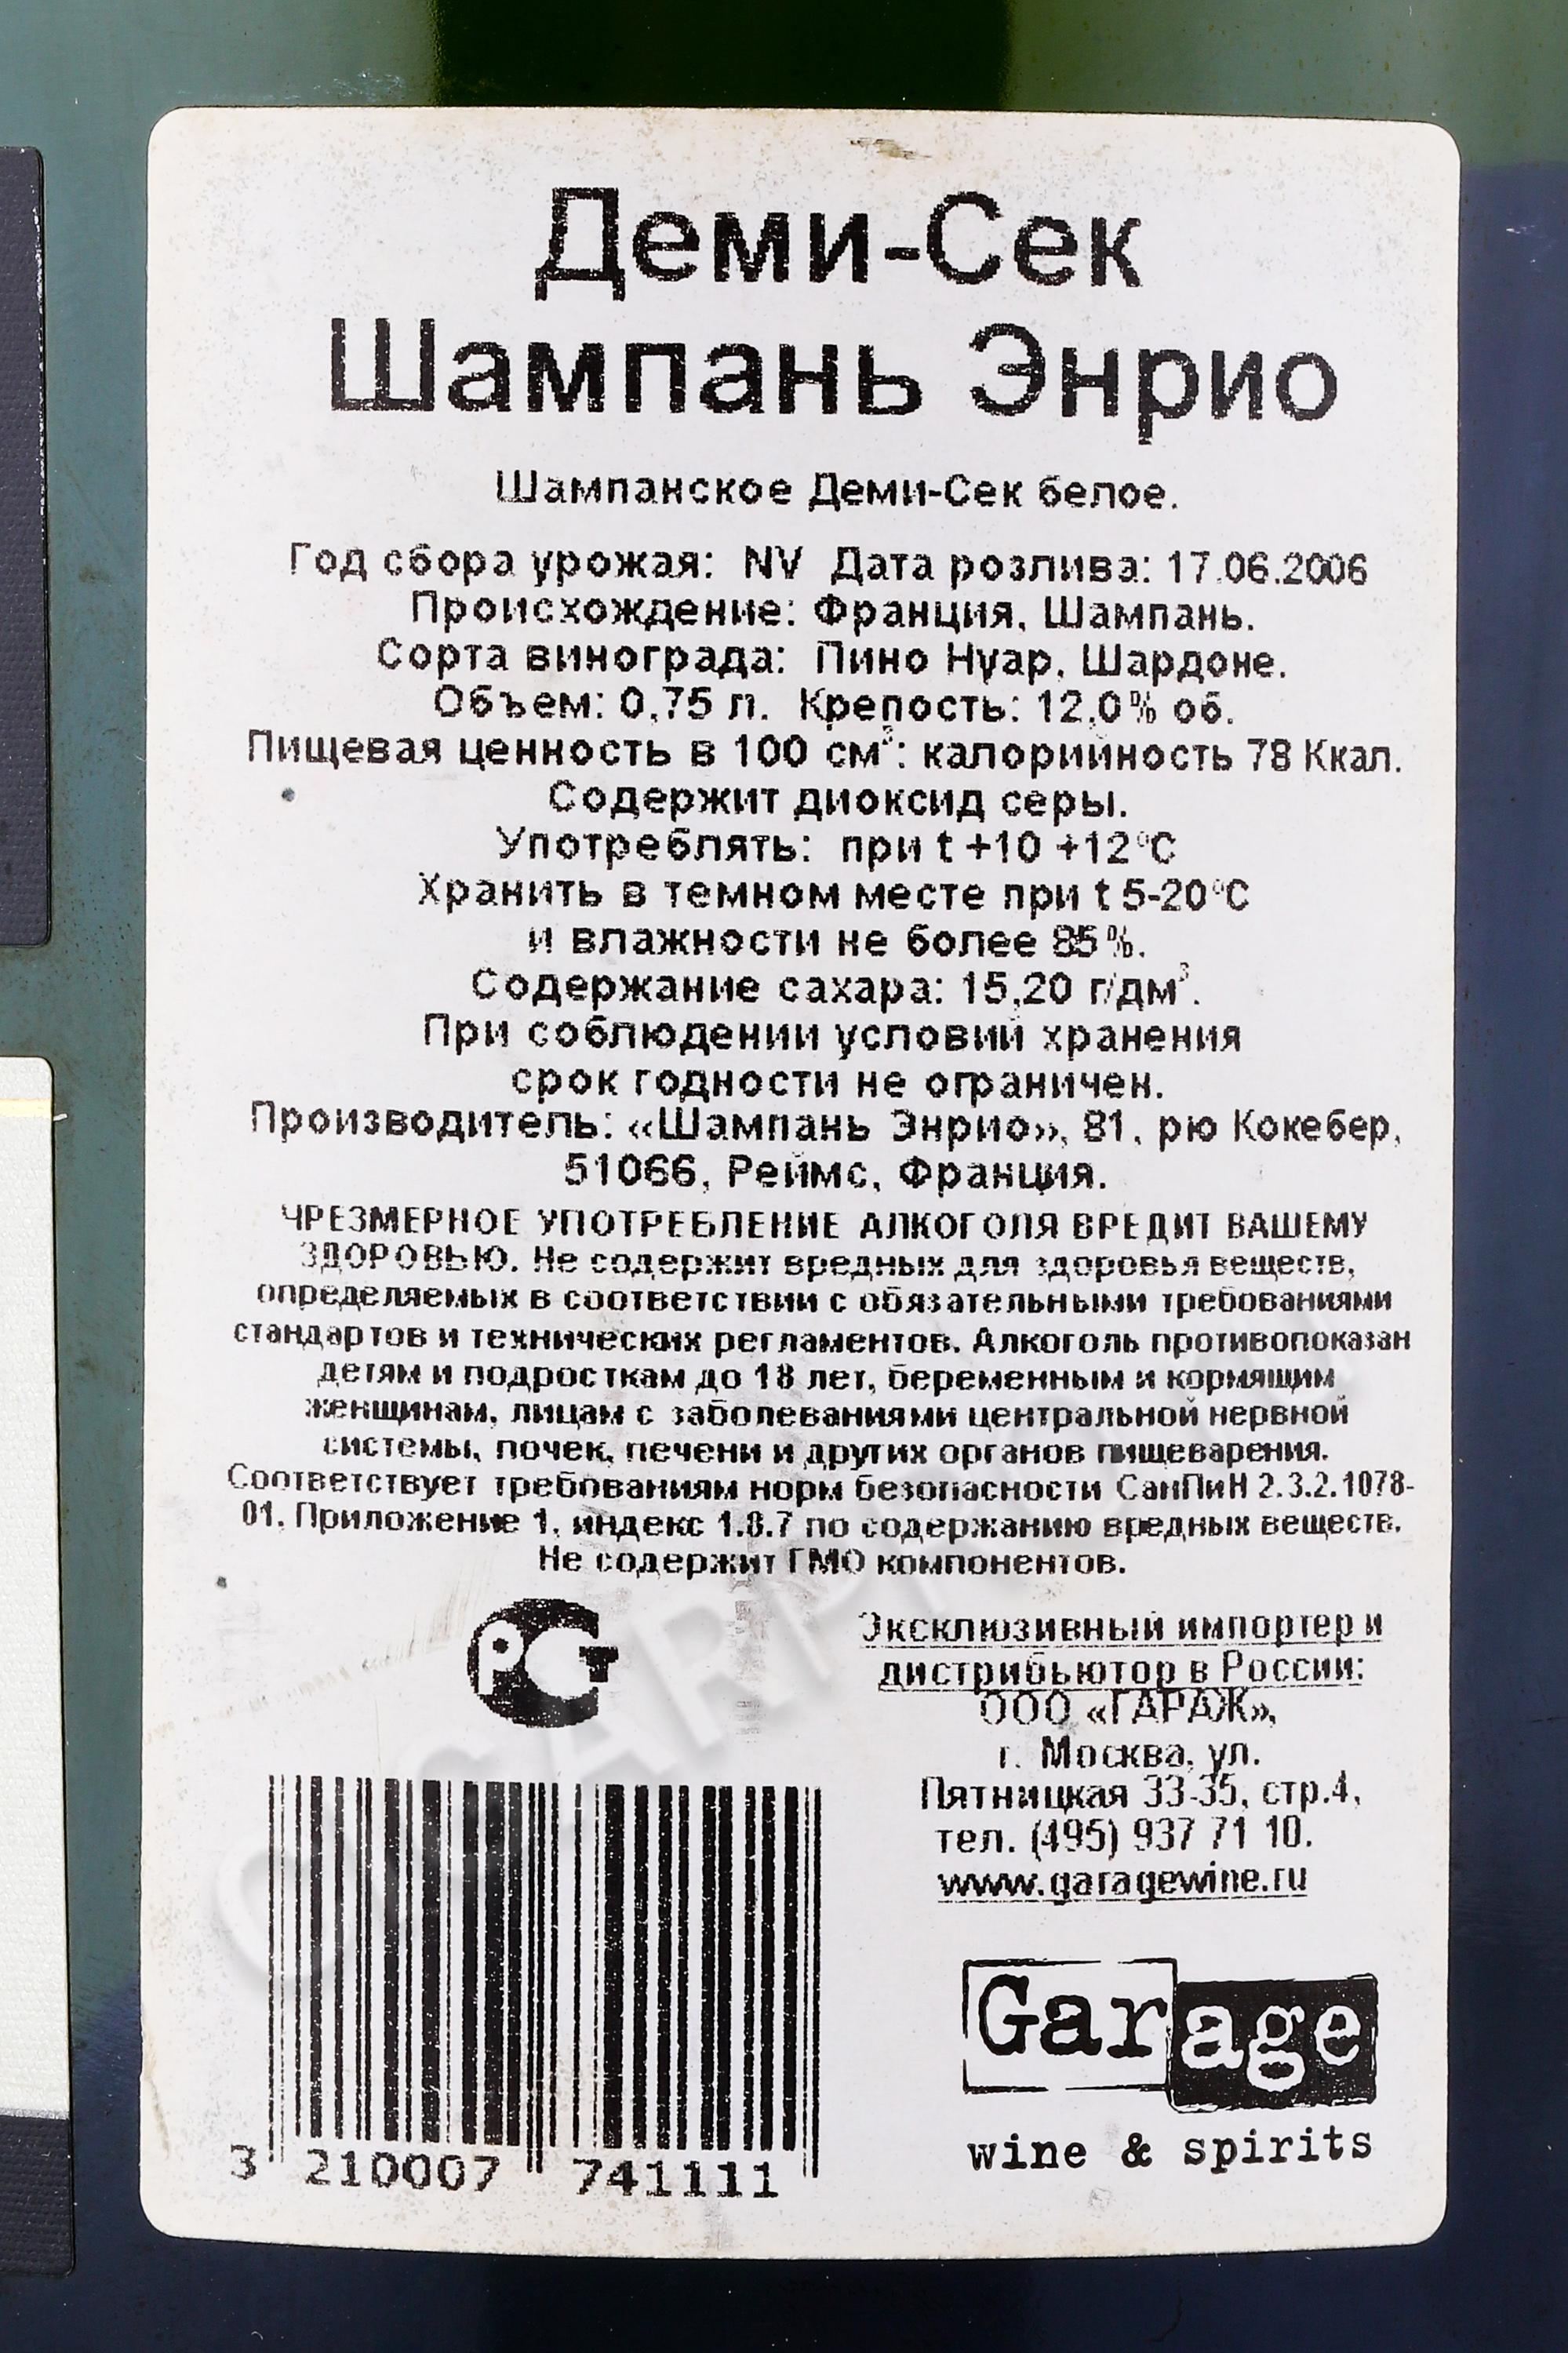 Деми-Сек
Шампань Энрио
Шампанское Деми-Сек белое.
Год сбора урожая: NV Дата розлива: 17.06.2006
Происхождение: Франция, Шампань.
Сорта винограда: Пино Нуар, Шардоне.
Объем: 0,75 л. Крепость: 12,0% об.
Пищевая ценность в 100 см³: калорийность 78 Ккал.
Содержит диоксид серы.
Употреблять: при t +10 +12°С
Хранить в темном месте при t 5-20°С
и влажности не более 85%.
Содержание сахара: 15,20 г/дм³.
При соблюдении условий хранения
срок годности не ограничен.
Производитель: «Шампань Энрио», 81, рю Кокебер,
51066, Реймс, Франция.
ЧРЕЗМЕРНОЕ УПОТРЕБЛЕНИЕ АЛКОГОЛЯ ВРЕДИТ ВАШЕМУ
ЗДОРОВЬЮ. Не содержит вредных для здоровья веществ,
определяемых в соответствии с обязательными требованиями
стандартов и технических регламентов. Алкоголь противопоказан
детям и подросткам до 18 лет, беременным и кормящим
женщинам, лицам с заболеваниями центральной нервной
системы, почек, печени и других органов пищеварения.
Соответствует требованиям норм безопасности СанПиН 2.3.2.1078-
01. Приложение 1, индекс 1.8.7 по содержанию вредных веществ.
Не содержит ГМО компонентов.
РСТ
Эксклюзивный импортер и
дистрибьютор в России:
ООО «ГАРАЖ»,
г. Москва, ул.
Пятницкая 33-35, стр.4,
тел. (495) 937 71 10.
www.garagewine.ru
Garage
wine & spirits
3 210007 741111